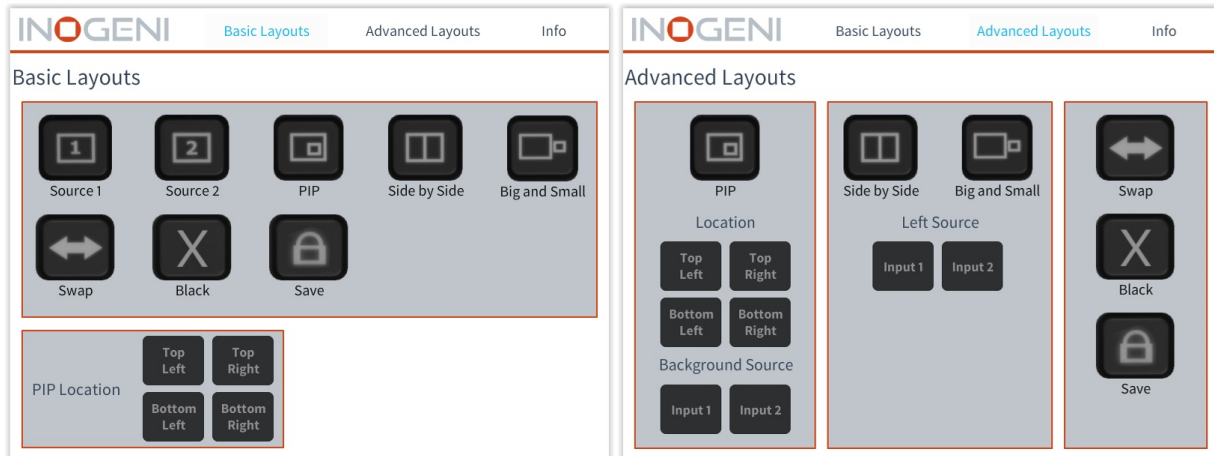 INOGENI
Basic Layouts
Advanced Layouts
Info
Basic Layouts
1
2
Source 1
Source 2
PIP
Side by Side
Big and Small
X
Swap
Black
Save
PIP Location
Top
Left
Top
Right
Bottom
Left
Bottom
Right
INOGENI
Basic Layouts
Advanced Layouts
Info
Advanced Layouts
PIP
Location
Top
Left
Top
Right
Bottom
Left
Bottom
Right
Background Source
Input 1
Input 2
Side by Side
Big and Small
Left Source
Input 1
Input 2
Swap
X
Black
Save